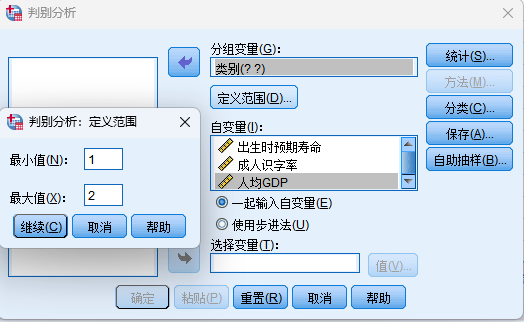 判别分析
分组变量(G):
类别(? ?)
定义范围(D)...
统计(S)...
方法(M)...
分类(C)...
保存(A)...
自助抽样(B)...
自变量(I):
出生时预期寿命
成人识字率
人均GDP
一起输入自变量(E)
使用步进法(U)
选择变量(T):
值(V)...
判别分析：定义范围
最小值(N):
1
最大值(X):
2
继续(C)
取消
帮助
确定
粘贴(P)
重置(R)
取消
帮助